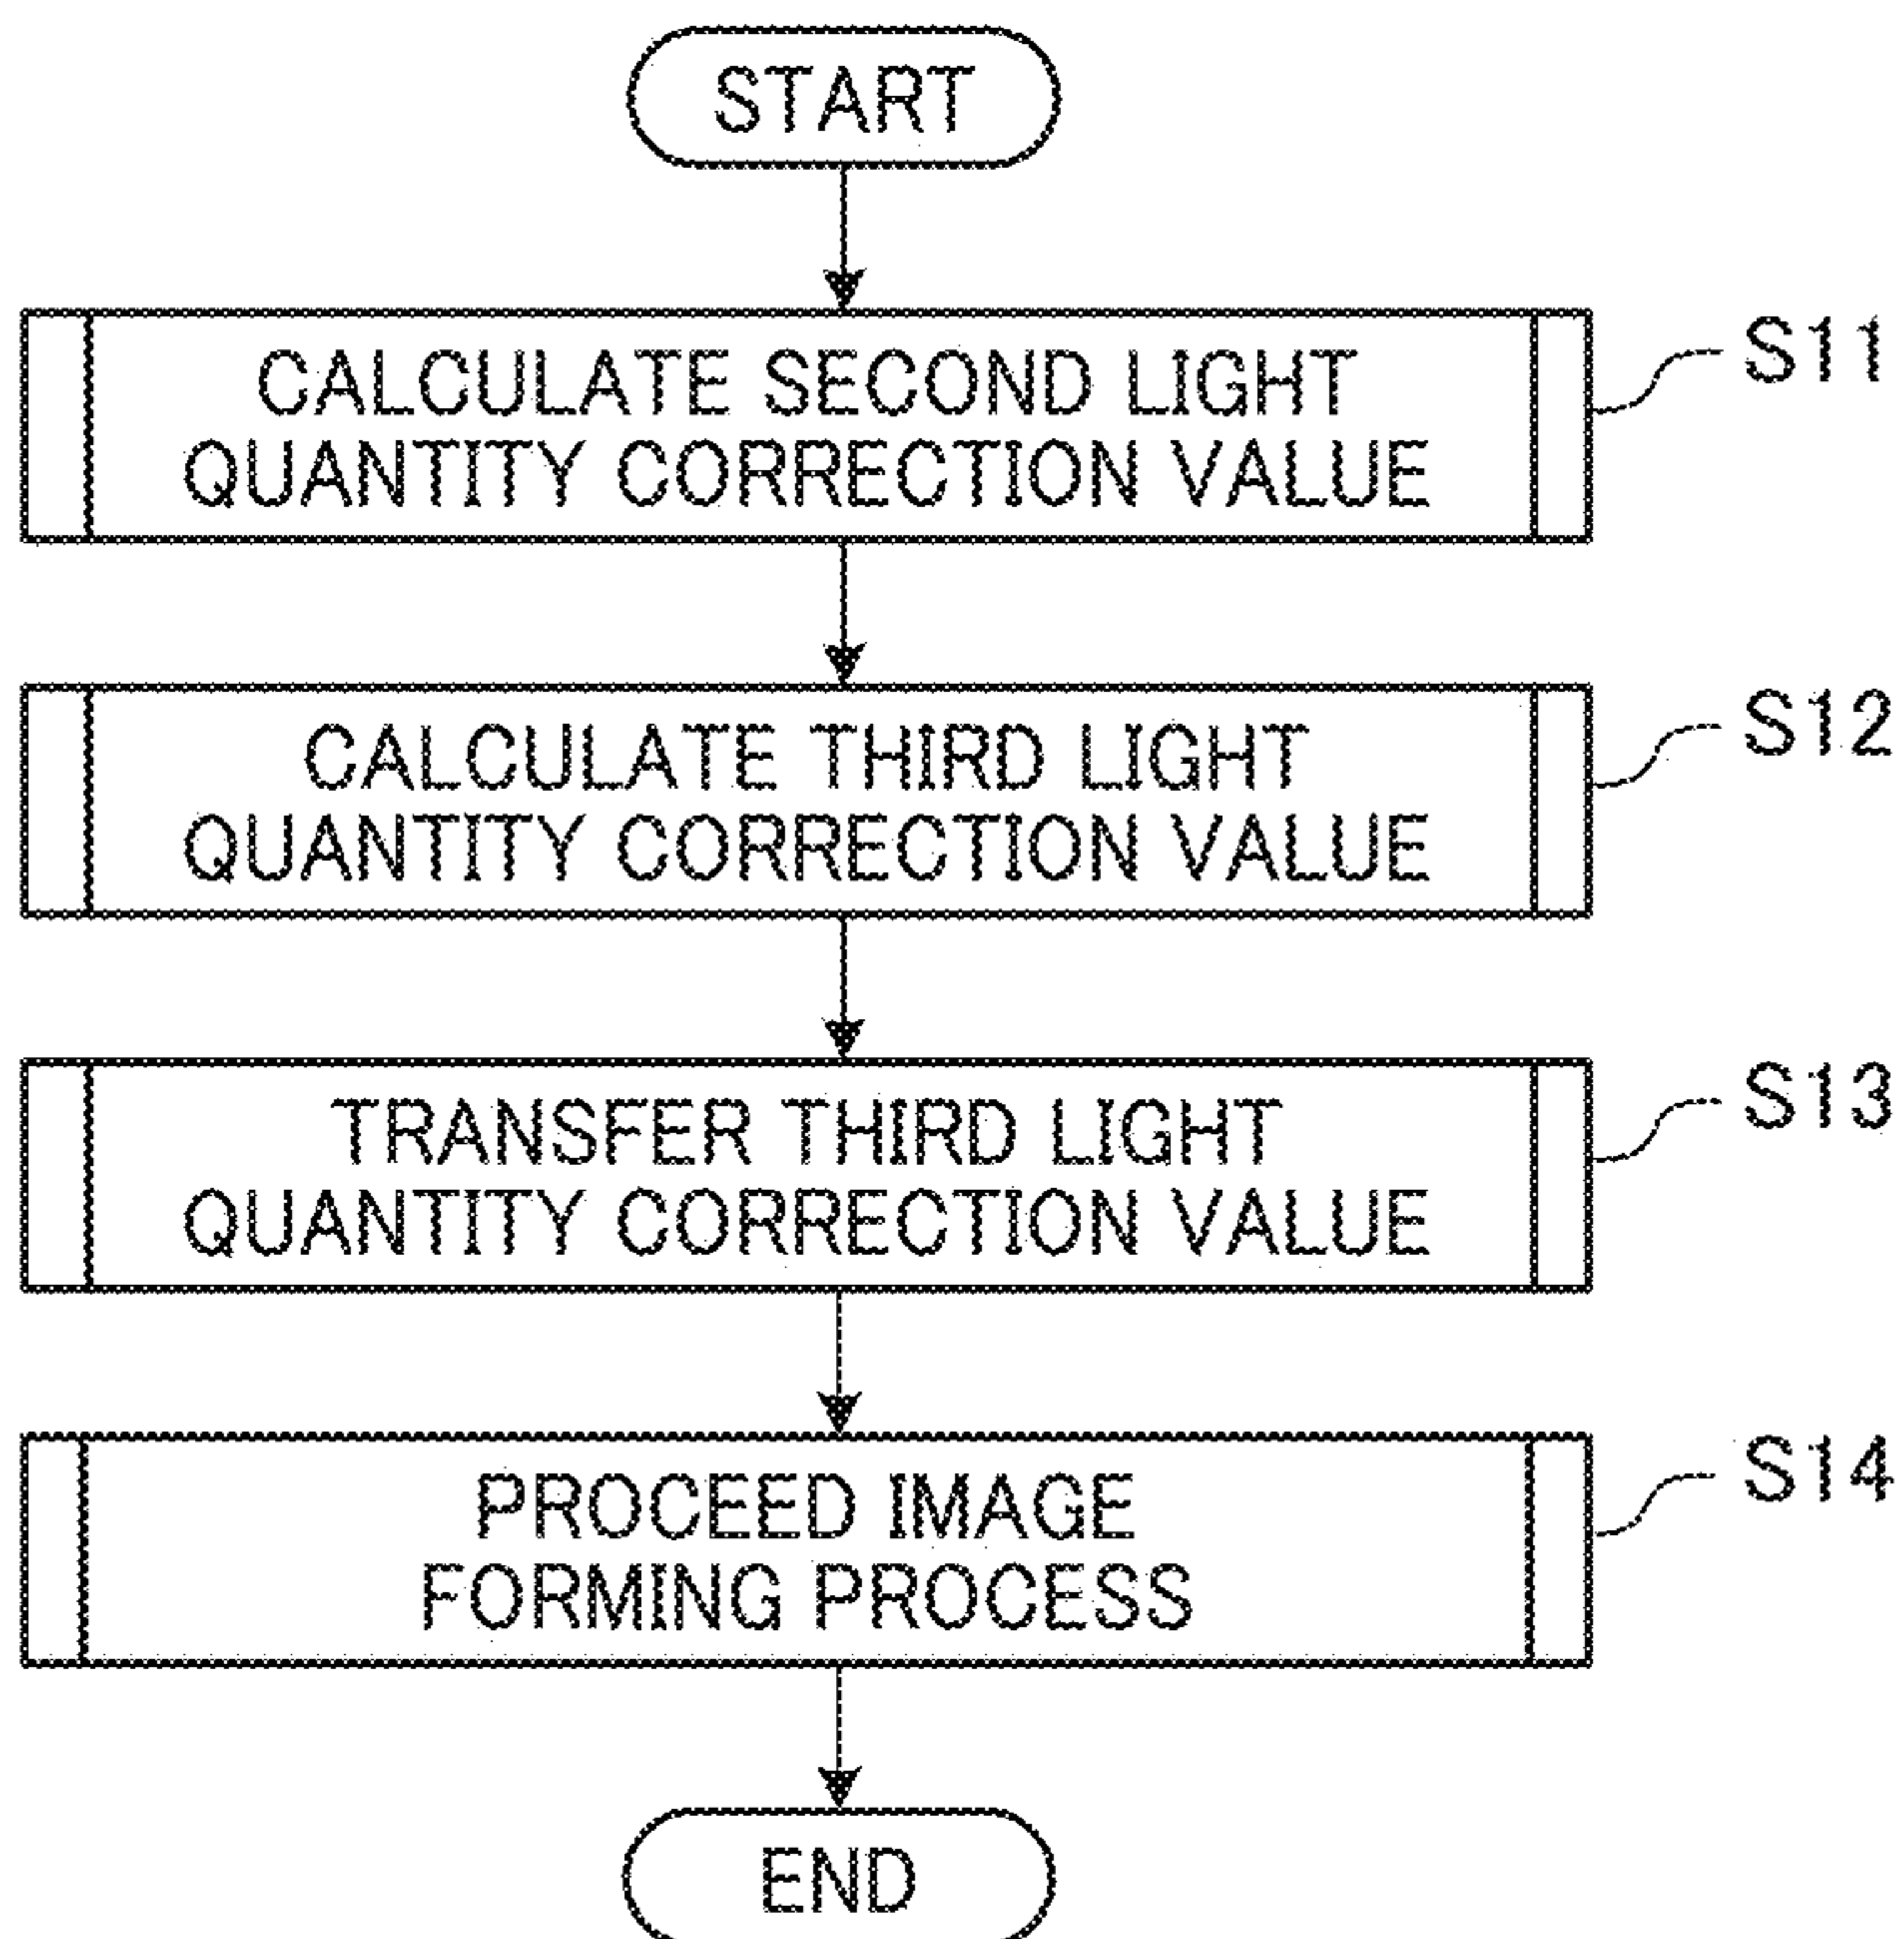 START
CALCULATE SECOND LIGHT
QUANTITY CORRECTION VALUE
S11
CALCULATE THIRD LIGHT
QUANTITY CORRECTION VALUE
S12
TRANSFER THIRD LIGHT
QUANTITY CORRECTION VALUE
S13
PROCEED IMAGE
FORMING PROCESS
S14
END